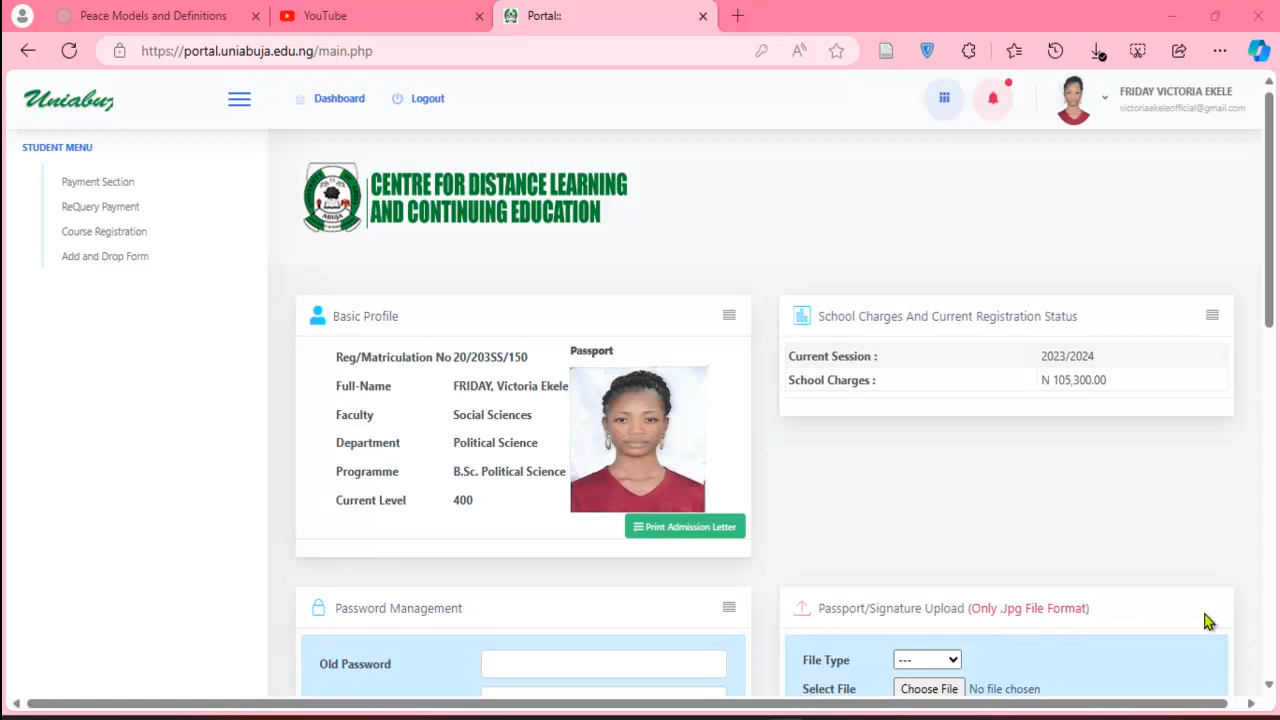 Peace Models and Definitions
YouTube
Portal::
https://portal.uniabuja.edu.ng/main.php
Uniabuj
Dashboard
Logout
FRIDAY VICTORIA EKELE
victoriaekeleofficial@gmail.com
STUDENT MENU
Payment Section
ReQuery Payment
Course Registration
Add and Drop Form
CENTRE FOR DISTANCE LEARNING
AND CONTINUING EDUCATION
ABUJA
Basic Profile
Reg/Matriculation No 20/203SS/150
Passport
Full-Name FRIDAY, Victoria Ekele
Faculty Social Sciences
Department Political Science
Programme B.Sc. Political Science
Current Level 400
Print Admission Letter
School Charges And Current Registration Status
Current Session : 2023/2024
School Charges : N 105,300.00
Password Management
Old Password
Passport/Signature Upload (Only .Jpg File Format)
File Type ---
Select File Choose File No file chosen